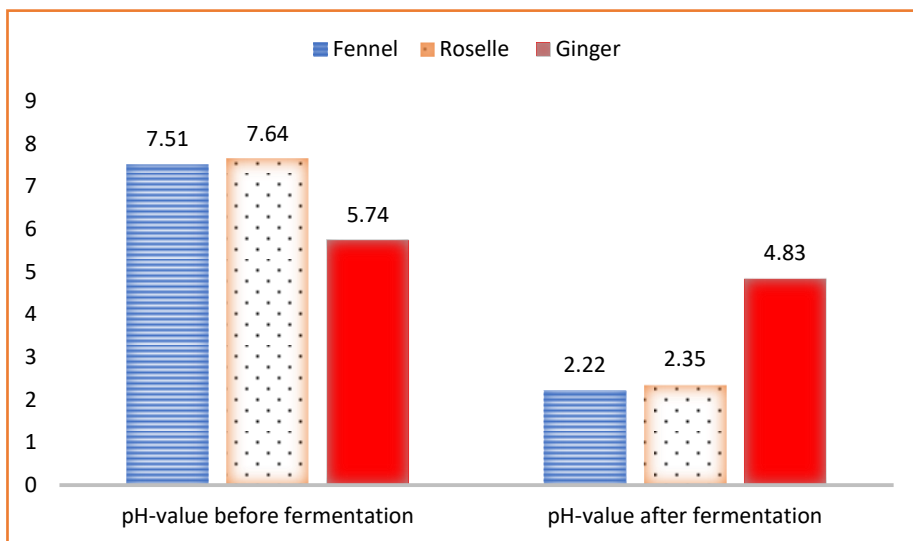 Fennel Roselle Ginger
9
8
7
6
5
4
3
2
1
0
7.51 7.64 5.74
2.22 2.35 4.83
pH-value before fermentation pH-value after fermentation